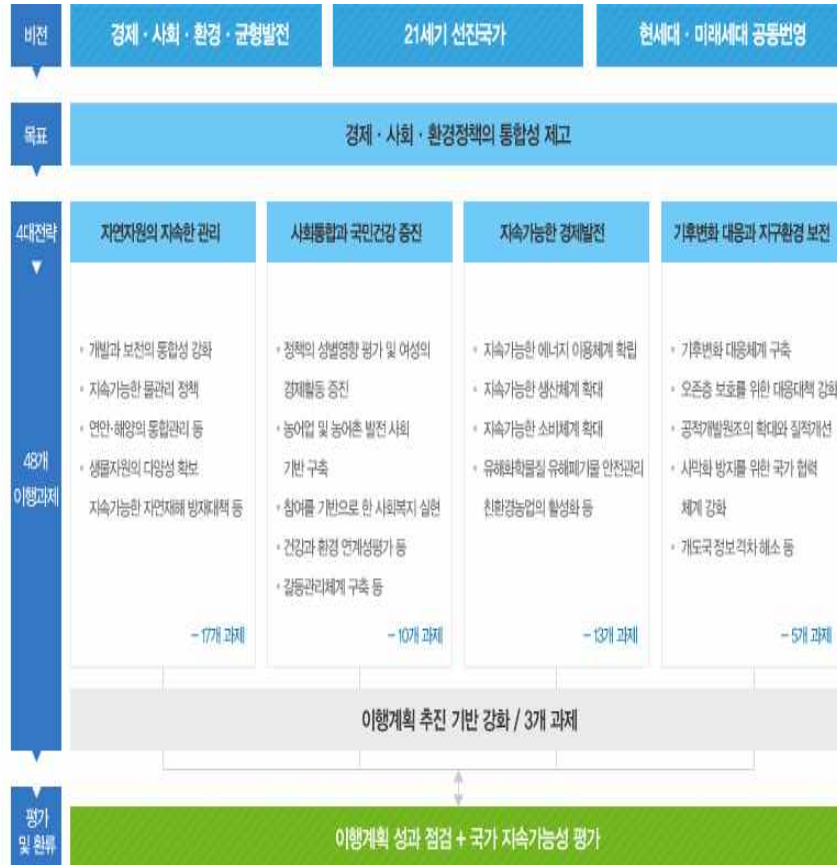 비전
경제 · 사회 · 환경 · 균형발전
21세기 선진국가
현세대 · 미래세대 공동번영
목표
경제 · 사회 · 환경정책의 통합성 제고
4대전략
자연자원의 지속한 관리
사회통합과 국민건강 증진
지속가능한 경제발전
기후변화 대응과 지구환경 보전
48개
이행과제
• 개발과 보전의 통합성 강화
• 지속가능한 물관리 정책
• 연안·해양의 통합관리 등
• 생물자원의 다양성 확보
지속가능한 자연재해 방재대책 등
– 17개 과제
• 정책의 성별영향 평가 및 여성의
경제활동 증진
• 농어업 및 농어촌 발전 사회
기반 구축
• 참여를 기반으로 한 사회복지 실현
• 건강과 환경 연계성평가 등
• 갈등관리체계 구축 등
– 10개 과제
• 지속가능한 에너지 이용체계 확립
• 지속가능한 생산체계 확대
• 지속가능한 소비체계 확대
• 유해화학물질 유해폐기물 안전관리
친환경농업의 활성화 등
– 13개 과제
• 기후변화 대응체계 구축
• 오존층 보호를 위한 대응대책 강화
• 공적개발원조의 확대와 질적개선
• 사막화 방지를 위한 국가 협력
체계 강화
• 개도국 정보격차 해소 등
– 5개 과제
이행계획 추진 기반 강화 / 3개 과제
평가
및 환류
이행계획 성과 점검 + 국가 지속가능성 평가